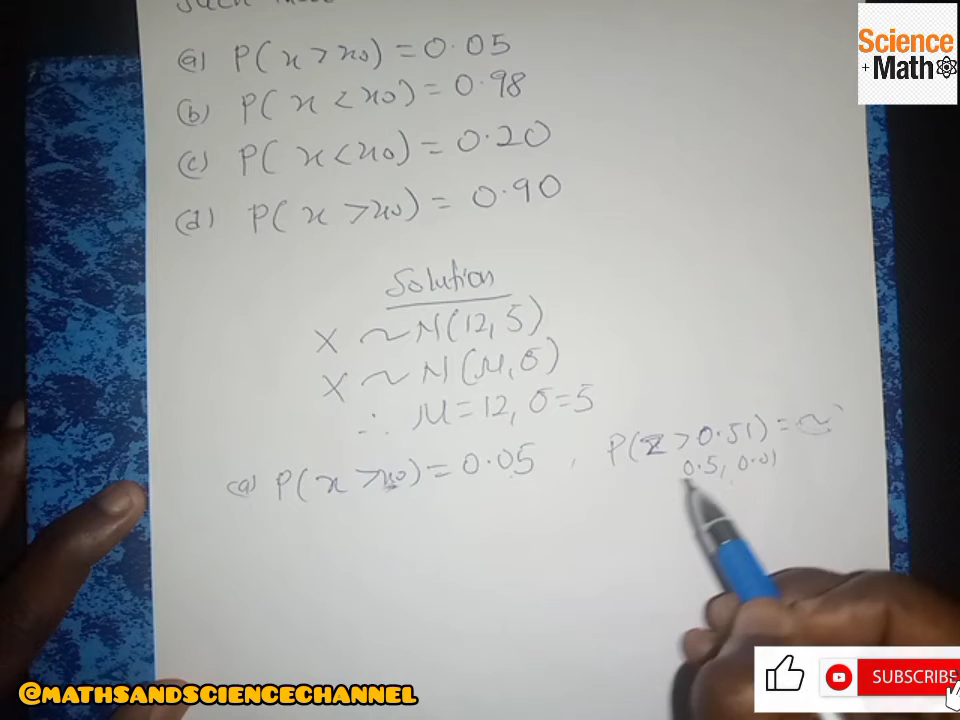 Science
+Math
(a) P(x > x₀) = 0.05
(b) P(x < x₀) = 0.98
(c) P(x < x₀) = 0.20
(d) P(x > x₀) = 0.90
Solution
X ~ N(12, 5)
X ~ N(μ, σ)
∴ μ = 12, σ = 5
(a) P(x > x₀) = 0.05 , P(Z > 0.51) = ~
0.5, 0.01
@MATHSANDSCIENCECHANNEL
SUBSCRIBE